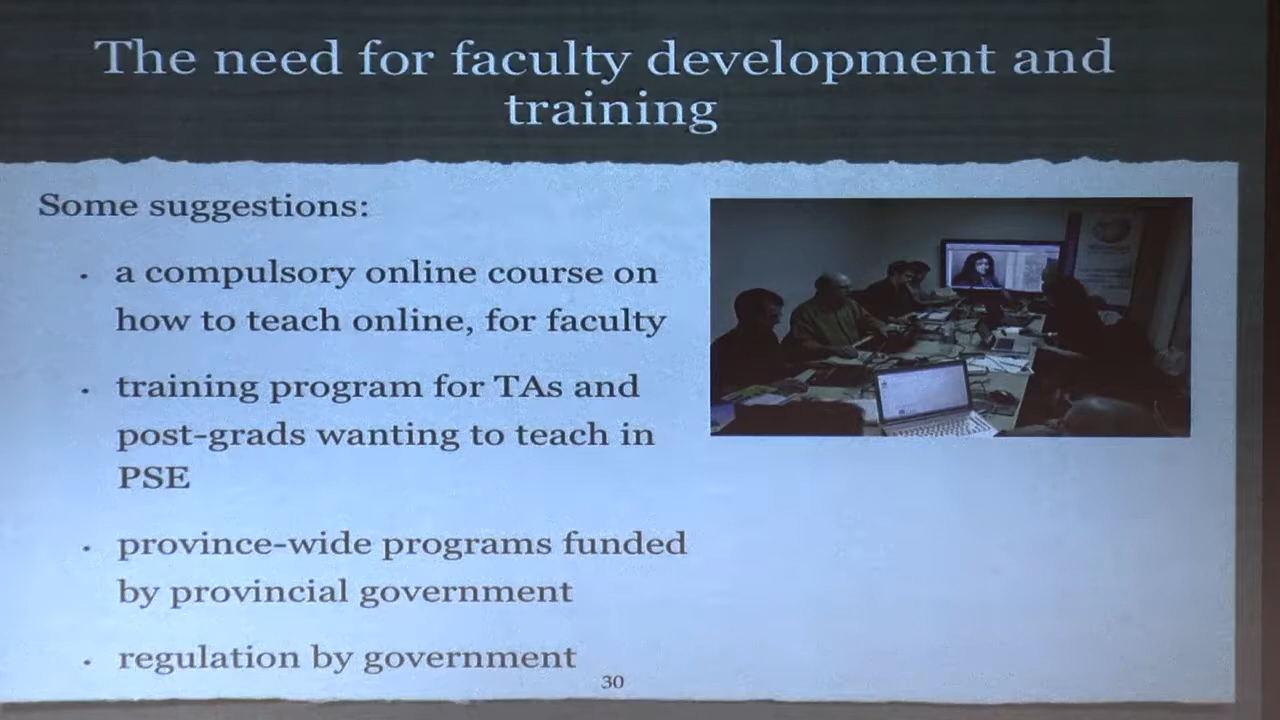 The need for faculty development and
training
Some suggestions:
• a compulsory online course on
how to teach online, for faculty
• training program for TAs and
post-grads wanting to teach in
PSE
• province-wide programs funded
by provincial government
• regulation by government
30